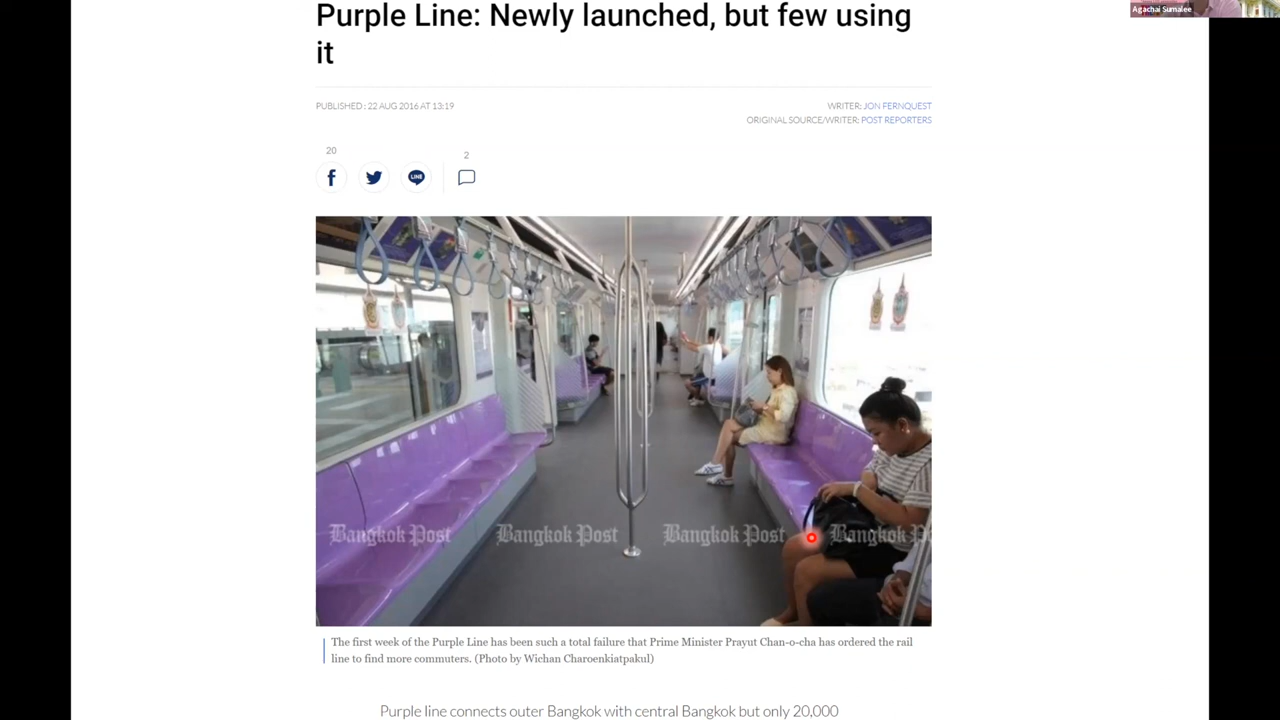 Agachai Sumalee
Purple Line: Newly launched, but few using
it
PUBLISHED : 22 AUG 2016 AT 13:19
WRITER: JON FERNQUEST
ORIGINAL SOURCE/WRITER: POST REPORTERS
20
2
f
LINE
Bangkok Post Bangkok Post Bangkok Post Bangkok P
The first week of the Purple Line has been such a total failure that Prime Minister Prayut Chan-o-cha has ordered the rail
line to find more commuters. (Photo by Wichan Charoenkiatpakul)
Purple line connects outer Bangkok with central Bangkok but only 20,000